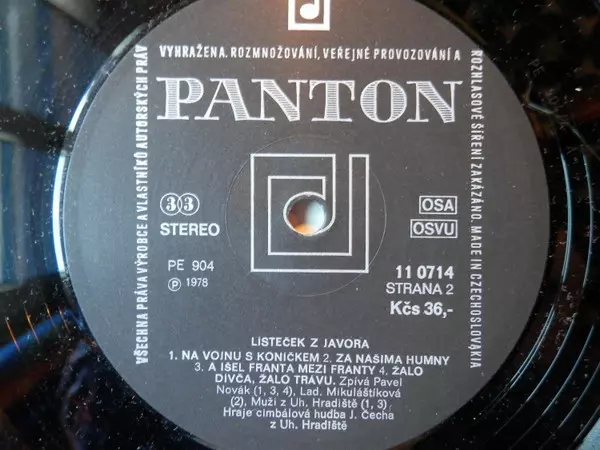 VŠECHNA PRÁVA VÝROBCE A VLASTNÍKŮ AUTORSKÝCH PRÁV
VYHRAŽENA. ROZMNOŽOVÁNÍ, VEŘEJNÉ PROVOZOVÁNÍ A
ROZHLASOVÉ ŠÍŘENÍ ZAKÁZÁNO. MADE IN CZECHOSLOVAKIA
PANTON
33
STEREO
OSA
OSVU
PE 904
℗ 1978
11 0714
STRANA 2
Kčs 36,-
LÍSTEČEK Z JAVORA
1. NA VOJNU S KONIČKEM 2. ZA NAŠIMA HUMNY
3. A IŠEL FRANTA MEZI FRANTY 4. ŽALO
DIVČA, ŽALO TRÁVU. Zpívá Pavel
Novák (1, 3, 4), Lad. Mikuláštíková
(2), Muži z Uh. Hradiště (1, 3)
Hraje cimbálová hudba J. Čecha
z Uh. Hradiště